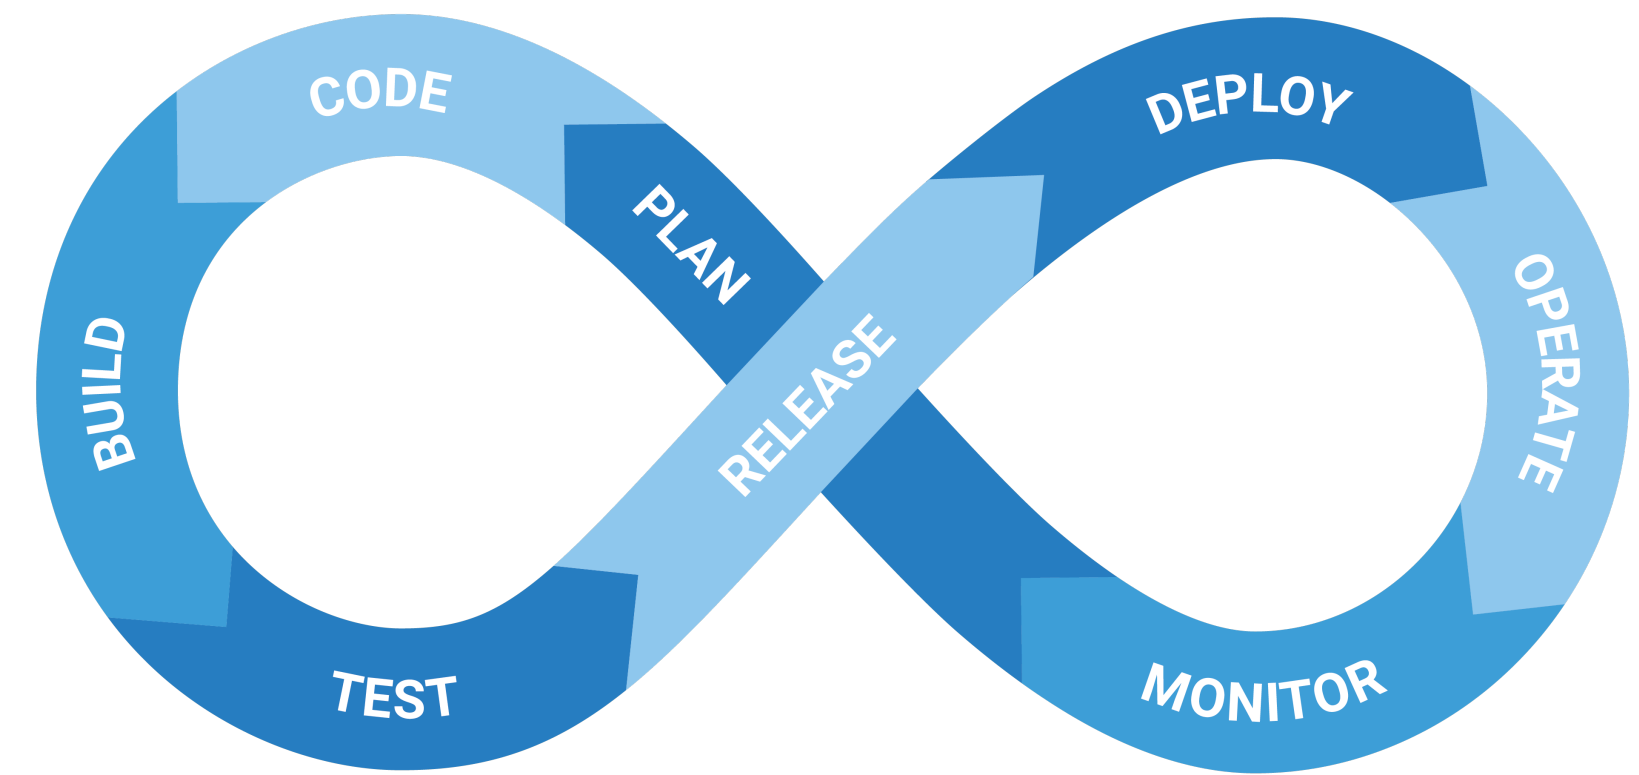 PLAN
CODE
BUILD
TEST
RELEASE
DEPLOY
OPERATE
MONITOR